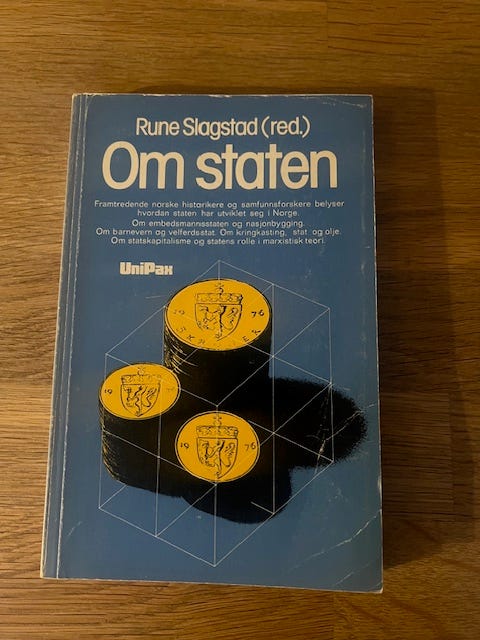 Rune Slagstad (red.)
Om staten
Framtredende norske historikere og samfunnsforskere belyser
hvordan staten har utviklet seg i Norge.
Om embedsmannsstaten og nasjonbygging.
Om barnevern og velferdsstat. Om kringkasting, stat og olje.
Om statskapitalisme og statens rolle i marxistisk teori.
UniPax
19 76
5 KRONER
19
19 76